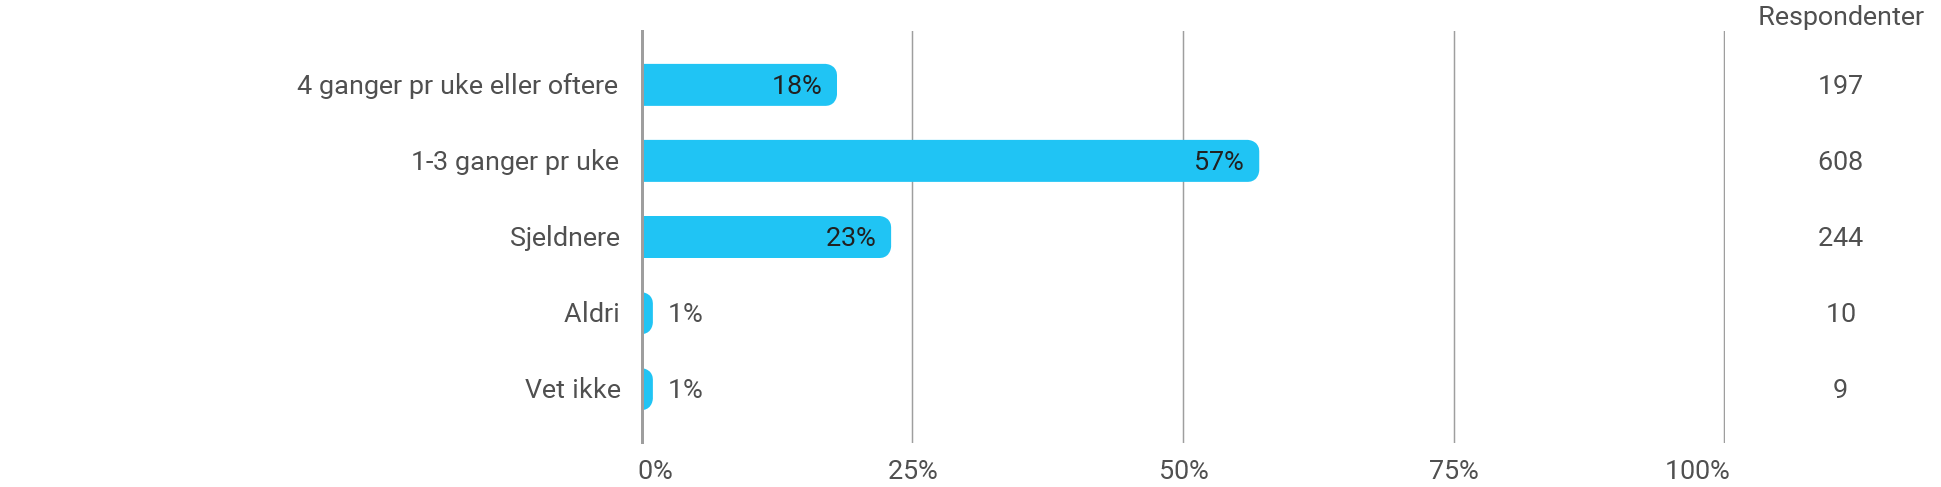 Respondenter
4 ganger pr uke eller oftere 18% 197
1-3 ganger pr uke 57% 608
Sjeldnere 23% 244
Aldri 1% 10
Vet ikke 1% 9
0% 25% 50% 75% 100%